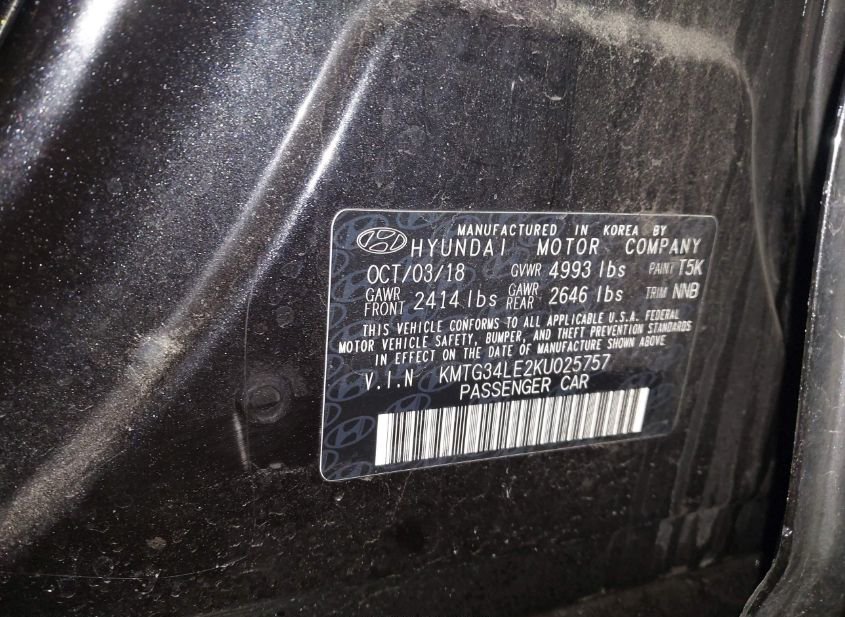 MANUFACTURED IN KOREA BY
HYUNDAI MOTOR COMPANY
OCT/03/18 GVWR 4993 lbs PAINT T5K
GAWR FRONT 2414 lbs GAWR REAR 2646 lbs TRIM NNB
THIS VEHICLE CONFORMS TO ALL APPLICABLE U.S.A. FEDERAL
MOTOR VEHICLE SAFETY, BUMPER, AND THEFT PREVENTION STANDARDS
IN EFFECT ON THE DATE OF MANUFACTURE SHOWN ABOVE
V.I.N KMTG34LE2KU025757
PASSENGER CAR